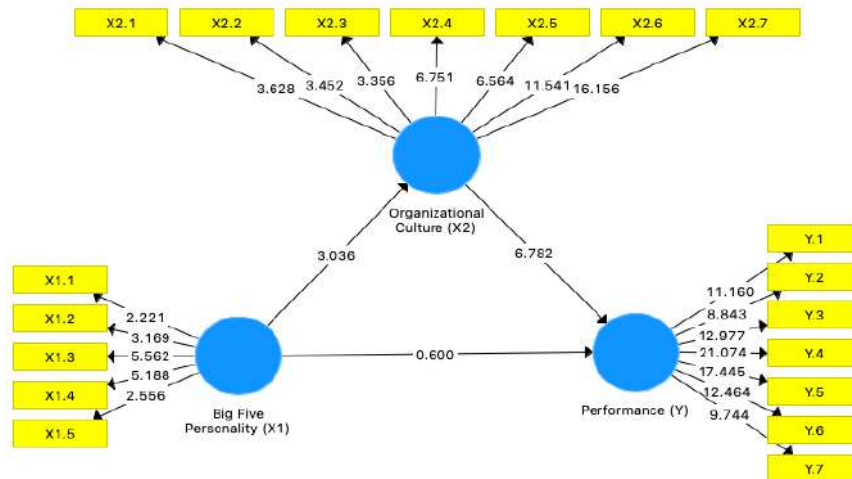 X2.1 X2.2 X2.3 X2.4 X2.5 X2.6 X2.7
3.628 3.452 3.356 6.751 6.564 11.541 16.156
Organizational
Culture (X2)
3.036 6.782
X1.1
X1.2
X1.3
X1.4
X1.5
2.221
3.169
5.562
5.188
2.556
Big Five
Personality (X1)
0.600
Performance (Y)
11.160
8.843
12.977
21.074
17.446
12.464
9.744
Y.1
Y.2
Y.3
Y.4
Y.5
Y.6
Y.7